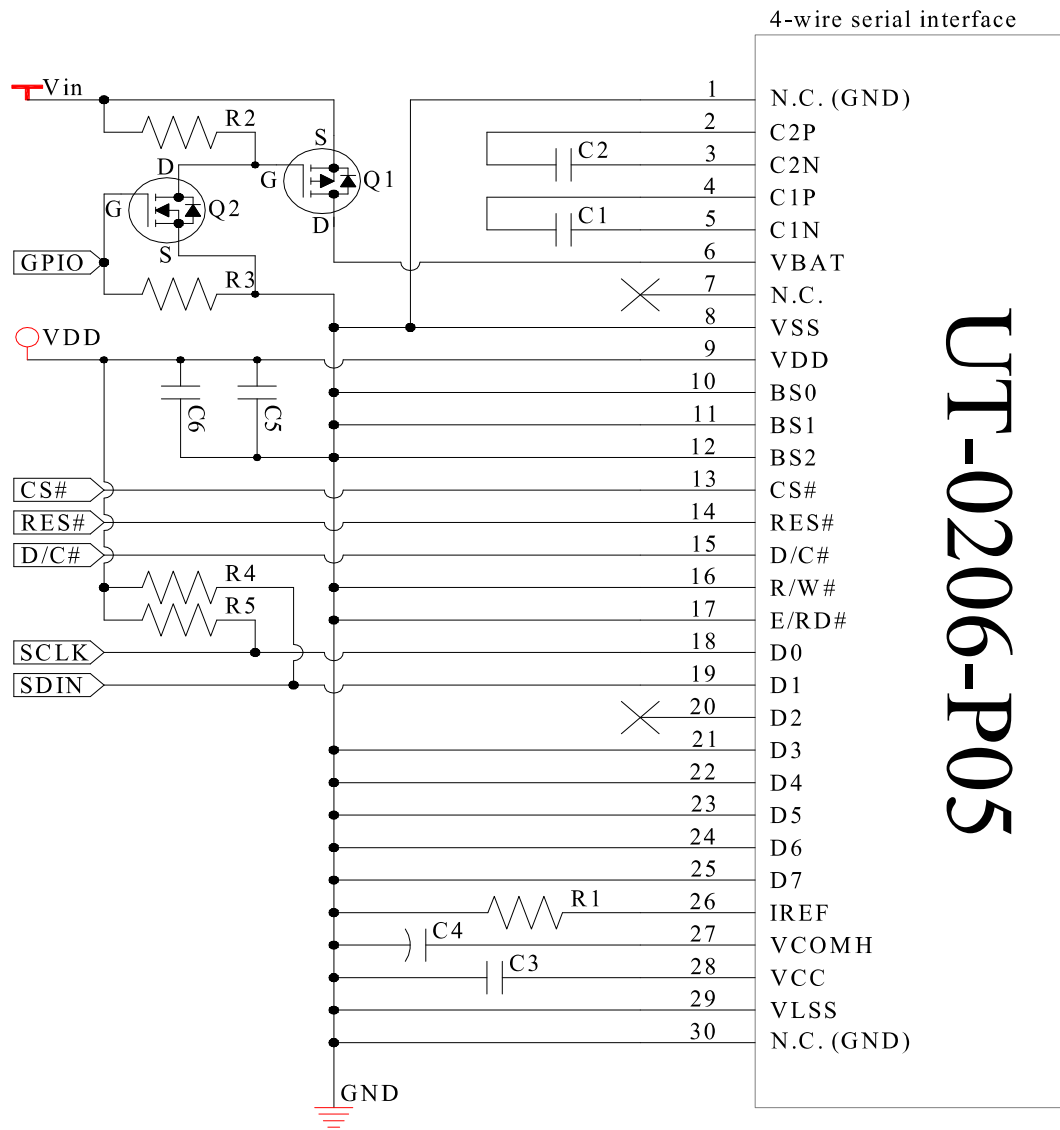 4-wire serial interface
Vin
R2
S
D
G
Q1
G
Q2
D
S
GPIO
R3
VDD
C6
C5
CS#
RES#
D/C#
R4
R5
SCLK
SDIN
C2
C1
R1
C4
C3
GND
1 N.C. (GND)
2 C2P
3 C2N
4 C1P
5 C1N
6 VBAT
7 N.C.
8 VSS
9 VDD
10 BS0
11 BS1
12 BS2
13 CS#
14 RES#
15 D/C#
16 R/W#
17 E/RD#
18 D0
19 D1
20 D2
21 D3
22 D4
23 D5
24 D6
25 D7
26 IREF
27 VCOMH
28 VCC
29 VLSS
30 N.C. (GND)
UT-0206-P05